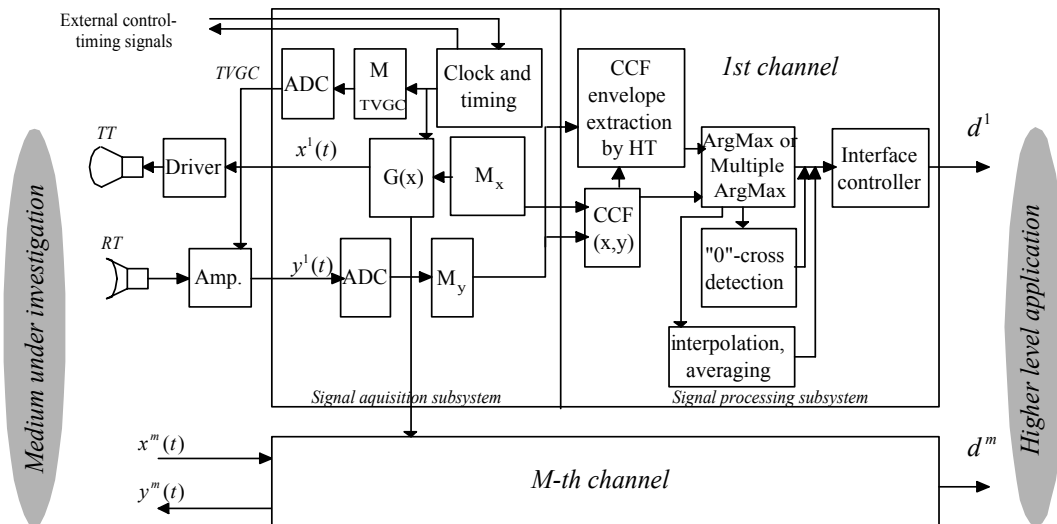 External control-
timing signals
TVGC
ADC
M
TVGC
Clock and
timing
CCF
envelope
extraction
by HT
1st channel
TT
Driver
x¹(t)
G(x)
Mₓ
ArgMax or
Multiple
ArgMax
Interface
controller
d¹
CCF
(x,y)
RT
Amp.
y¹(t)
ADC
M_y
"0"-cross
detection
interpolation,
averaging
Signal aquisition subsystem
Signal processing subsystem
Medium under investigation
Higher level application
xᵐ(t)
yᵐ(t)
M-th channel
dᵐ